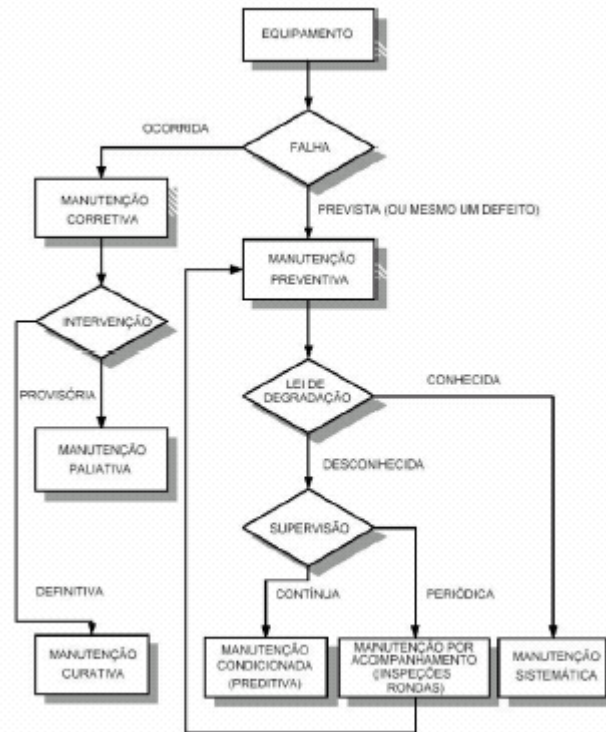 EQUIPAMENTO
OCORRIDA
FALHA
MANUTENÇÃO
CORRETIVA
PREVISTA (OU MESMO UM DEFEITO)
MANUTENÇÃO
PREVENTIVA
INTERVENÇÃO
LEI DE
DEGRADAÇÃO
CONHECIDA
PROVISÓRIA
MANUTENÇÃO
PALIATIVA
DESCONHECIDA
SUPERVISÃO
DEFINITIVA
CONTÍNUA
PERIÓDICA
MANUTENÇÃO
CURATIVA
MANUTENÇÃO
CONDICIONADA
(PREDITIVA)
MANUTENÇÃO POR
ACOMPANHAMENTO
(INSPEÇÕES
RONDAS)
MANUTENÇÃO
SISTEMÁTICA